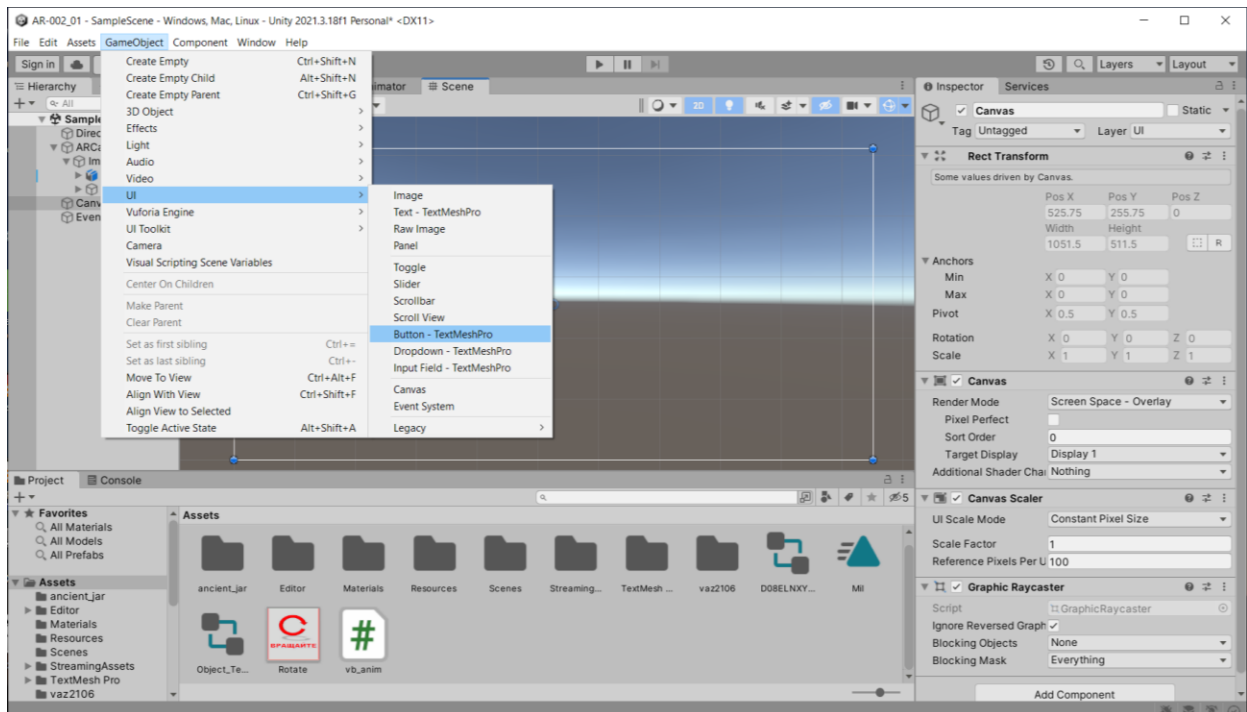 AR-002_01 - SampleScene - Windows, Mac, Linux - Unity 2021.3.18f1 Personal* <DX11>
File Edit Assets GameObject Component Window Help
Sign in
Layers
Layout
Hierarchy
All
Sample
Direc
ARCa
Im
Canv
Even
Create Empty Ctrl+Shift+N
Create Empty Child Alt+Shift+N
Create Empty Parent Ctrl+Shift+G
3D Object
Effects
Light
Audio
Video
UI
Vuforia Engine
UI Toolkit
Camera
Visual Scripting Scene Variables
Center On Children
Make Parent
Clear Parent
Set as first sibling Ctrl+=
Set as last sibling Ctrl+-
Move To View Ctrl+Alt+F
Align With View Ctrl+Shift+F
Align View to Selected
Toggle Active State Alt+Shift+A
Image
Text - TextMeshPro
Raw Image
Panel
Toggle
Slider
Scrollbar
Scroll View
Button - TextMeshPro
Dropdown - TextMeshPro
Input Field - TextMeshPro
Canvas
Event System
Legacy
imator
Scene
2D
Inspector Services
Canvas Static
Tag Untagged Layer UI
Rect Transform
Some values driven by Canvas.
Pos X Pos Y Pos Z
525.75 255.75 0
Width Height
1051.5 511.5 R
Anchors
Min X 0 Y 0
Max X 0 Y 0
Pivot X 0.5 Y 0.5
Rotation X 0 Y 0 Z 0
Scale X 1 Y 1 Z 1
Canvas
Render Mode Screen Space - Overlay
Pixel Perfect
Sort Order 0
Target Display Display 1
Additional Shader Cha Nothing
Canvas Scaler
UI Scale Mode Constant Pixel Size
Scale Factor 1
Reference Pixels Per U 100
Graphic Raycaster
Script GraphicRaycaster
Ignore Reversed Graph
Blocking Objects None
Blocking Mask Everything
Add Component
Project Console
5
Favorites
All Materials
All Models
All Prefabs
Assets
ancient_jar
Editor
Materials
Resources
Scenes
StreamingAssets
TextMesh Pro
vaz2106
Assets
ancient_jar Editor Materials Resources Scenes Streaming... TextMesh ... vaz2106 D08ELNXY... Mil
ВРАЩАЙТЕ
#
Object_Te... Rotate vb_anim